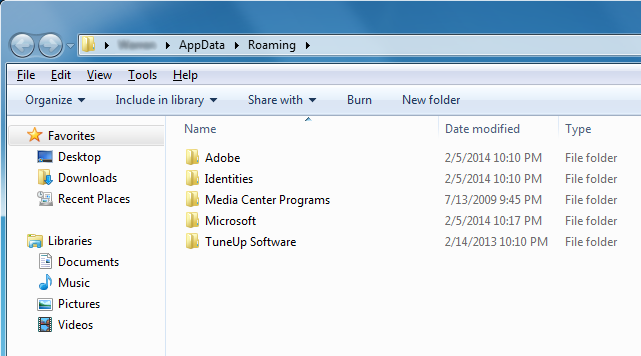 AppData Roaming
File Edit View Tools Help
Organize Include in library Share with Burn New folder
Favorites
Desktop
Downloads
Recent Places
Libraries
Documents
Music
Pictures
Videos
Name Date modified Type
Adobe 2/5/2014 10:10 PM File folder
Identities 2/5/2014 10:10 PM File folder
Media Center Programs 7/13/2009 9:45 PM File folder
Microsoft 2/5/2014 10:17 PM File folder
TuneUp Software 2/14/2013 10:10 PM File folder